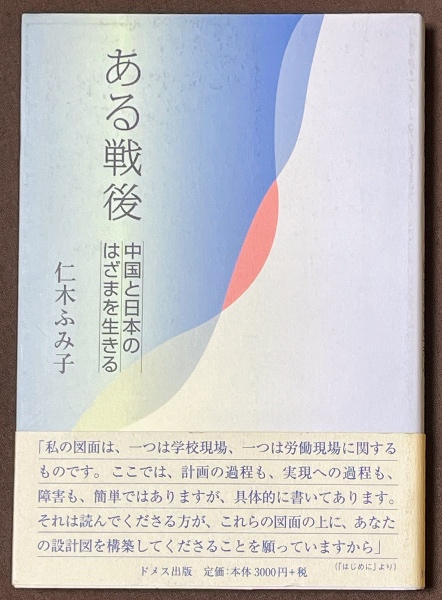 ある戦後
中国と日本の
はざまを生きる
仁木ふみ子
「私の図面は、一つは学校現場、一つは労働現場に関する
ものです。ここでは、計画の過程も、実現への過程も、
障害も、簡単ではありますが、具体的に書いてあります。
それは読んでくださる方が、これらの図面の上に、あなた
の設計図を構築してくださることを願っていますから」
(「はじめに」より)
ドメス出版 定価:本体3000円+税